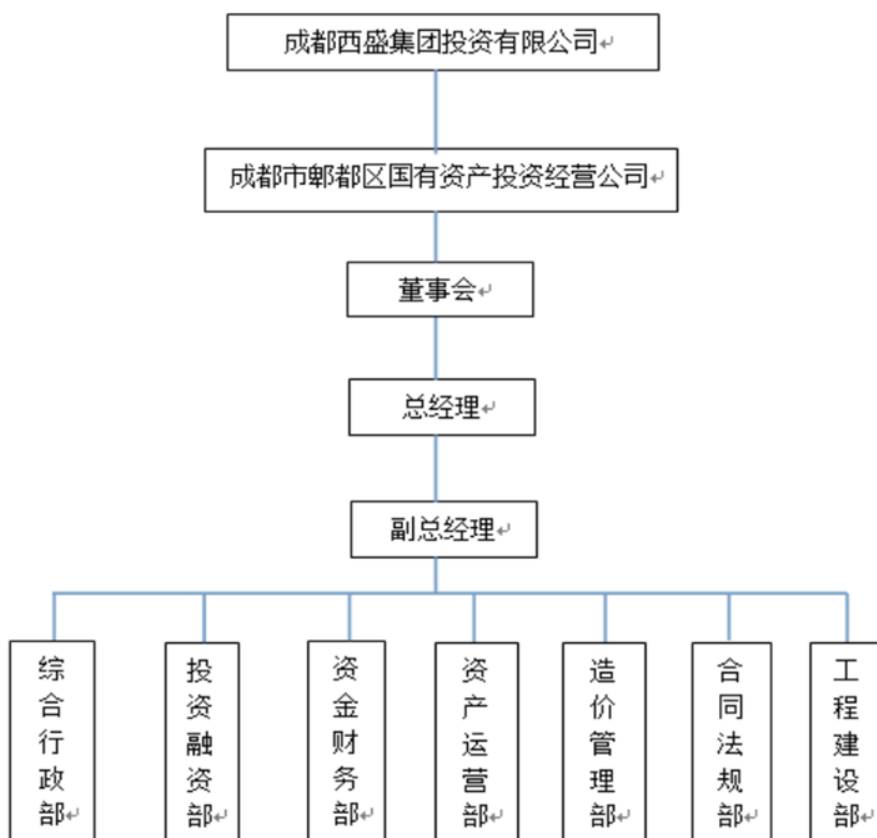 成都西盛集团投资有限公司
成都市郫都区国有资产投资经营公司
董事会
总经理
副总经理
综合行政部
投资融资部
资金财务部
资产运营部
造价管理部
合同法规部
工程建设部